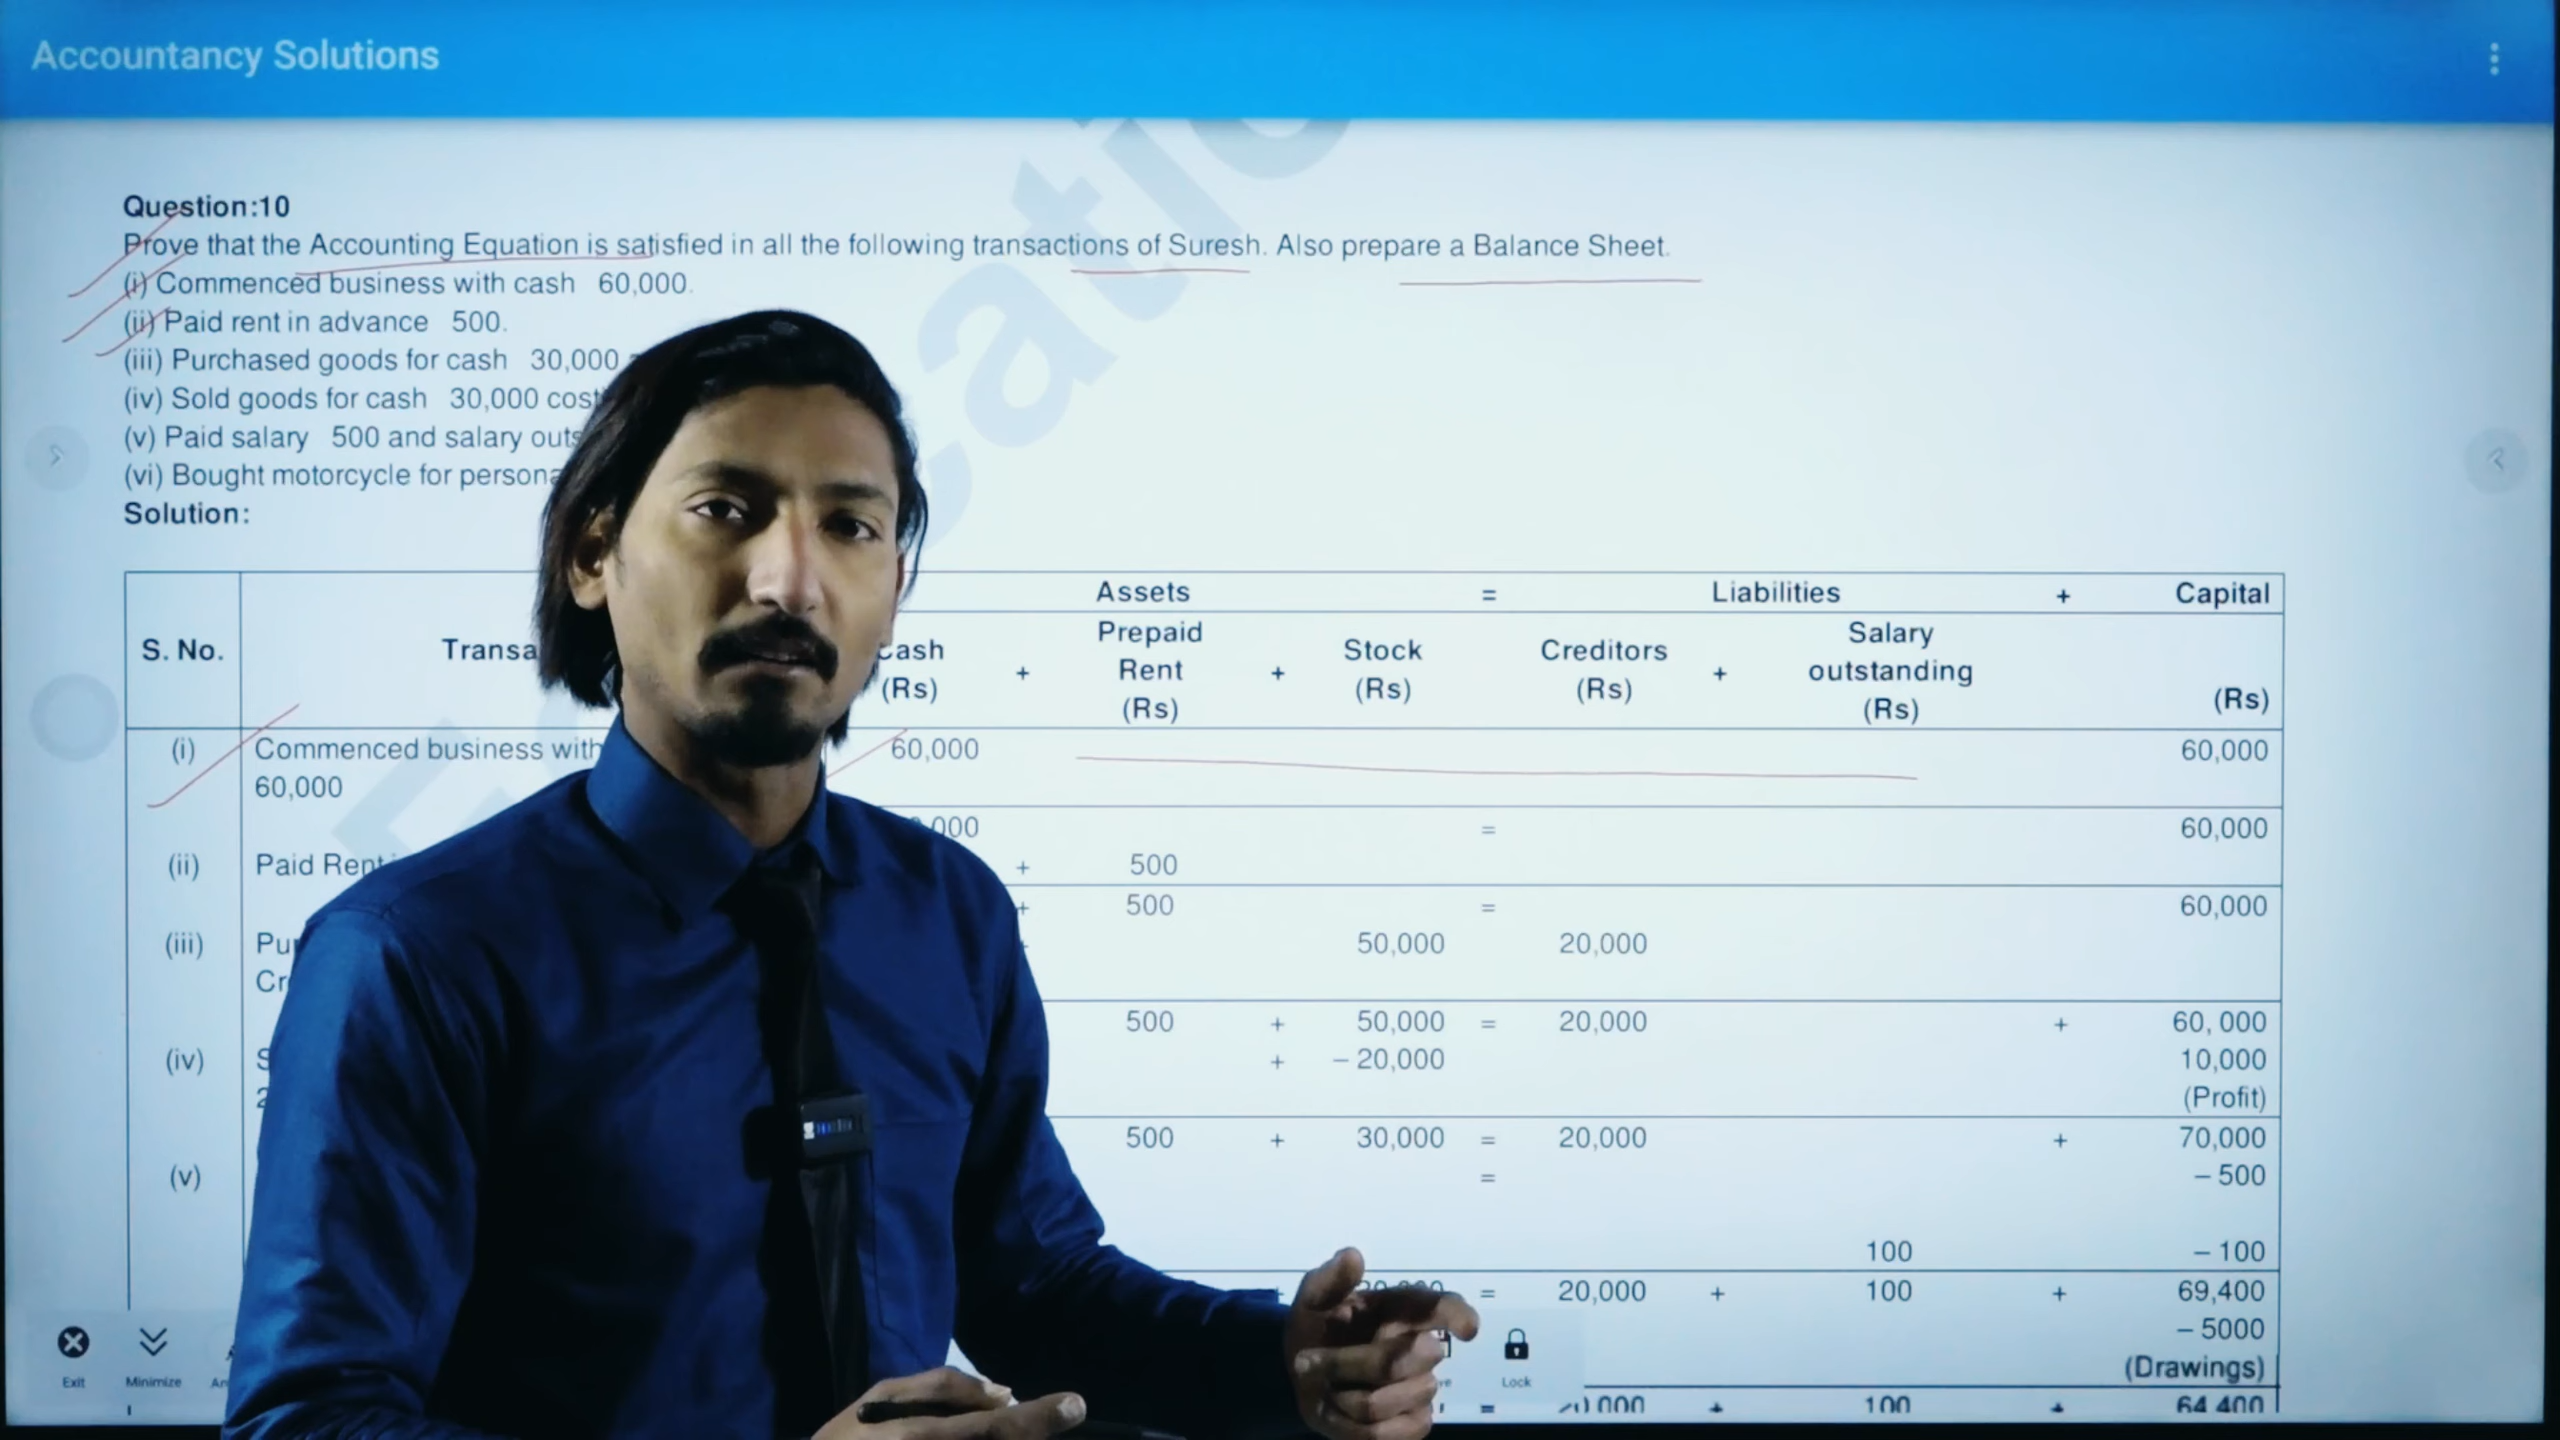 Accountancy Solutions
Question:10
Prove that the Accounting Equation is satisfied in all the following transactions of Suresh. Also prepare a Balance Sheet.
(i) Commenced business with cash 60,000.
(ii) Paid rent in advance 500.
(iii) Purchased goods for cash 30,000
(iv) Sold goods for cash 30,000
(v) Paid salary 500 and salary
(vi) Bought motorcycle for
Solution:
Assets = Liabilities + Capital
S. No. Cash (Rs) + Prepaid Rent (Rs) + Stock (Rs) Creditors (Rs) + Salary outstanding (Rs) (Rs)
(i) Commenced business with 60,000 60,000
60,000
= 60,000
(ii) Paid Rent + 500
+ 500 = 60,000
(iii) 50,000 20,000
500 + 50,000 = 20,000 + 60, 000
(iv) + – 20,000 10,000
(Profit)
500 + 30,000 = 20,000 + 70,000
(v) = – 500
100 – 100
= 20,000 + 100 + 69,400
– 5000
(Drawings)
= + 100 + 64,400
Exit Minimize Lock